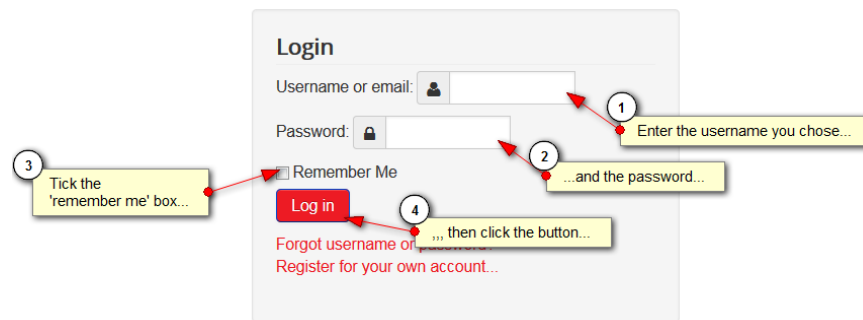 Login
Username or email:
1
Enter the username you chose...
Password:
2
...and the password...
3
Tick the
'remember me' box...
Remember Me
Log in
4
,,, then click the button...
Forgot username or password?
Register for your own account...